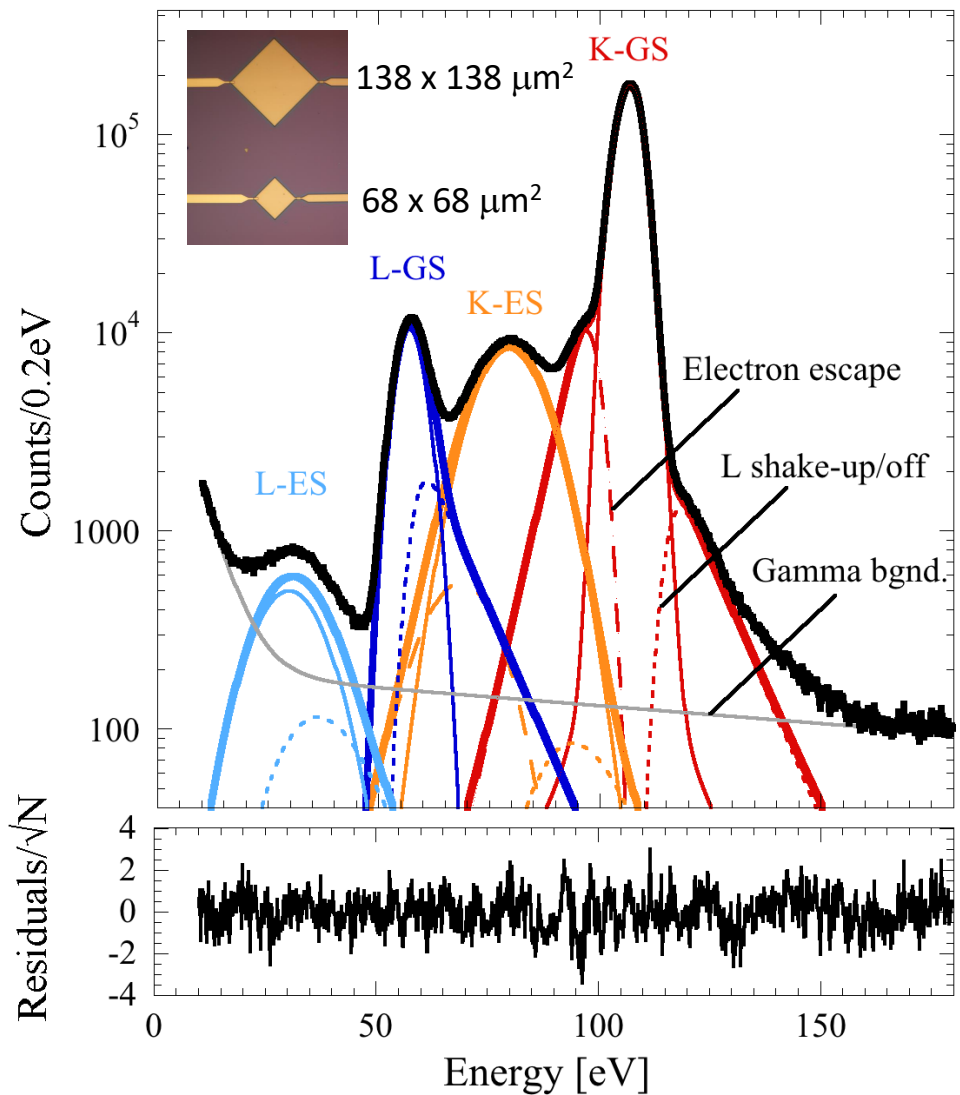 K-GS
138 x 138 μm²
68 x 68 μm²
L-GS
K-ES
Electron escape
L shake-up/off
L-ES
Gamma bgnd.
Counts/0.2eV
10⁵
10⁴
1000
100
Residuals/√N
4
2
0
-2
-4
0
50
100
150
Energy [eV]